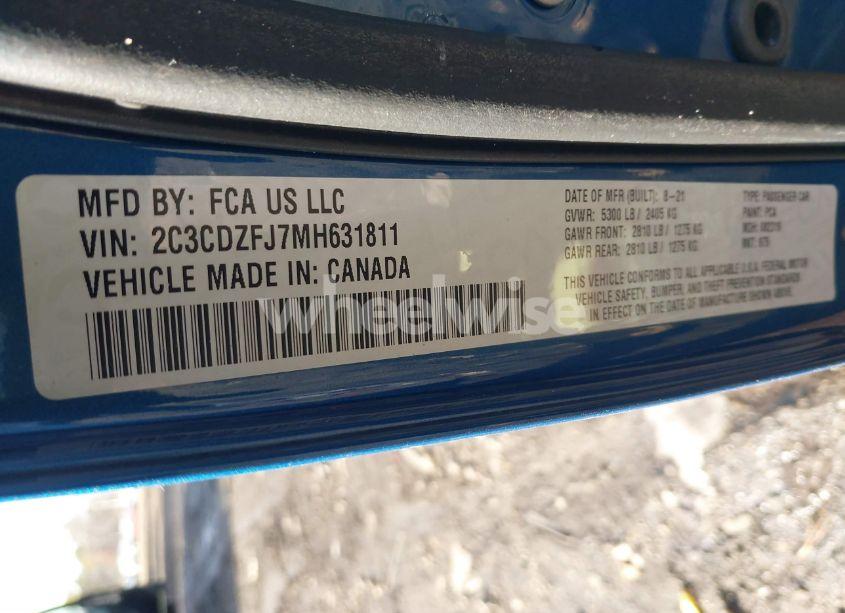 MFD BY: FCA US LLC
VIN: 2C3CDZFJ7MH631811
VEHICLE MADE IN: CANADA
DATE OF MFR (BUILT): 8-21
GVWR: 5300 LB / 2405 KG
GAWR FRONT: 2810 LB / 1275 KG
GAWR REAR: 2810 LB / 1275 KG
TYPE: PASSENGER CAR
PAINT: PCA
THIS VEHICLE CONFORMS TO ALL APPLICABLE U.S.A. FEDERAL MOTOR
VEHICLE SAFETY, BUMPER, AND THEFT PREVENTION STANDARDS
IN EFFECT ON THE DATE OF MANUFACTURE SHOWN ABOVE.
wheelwise